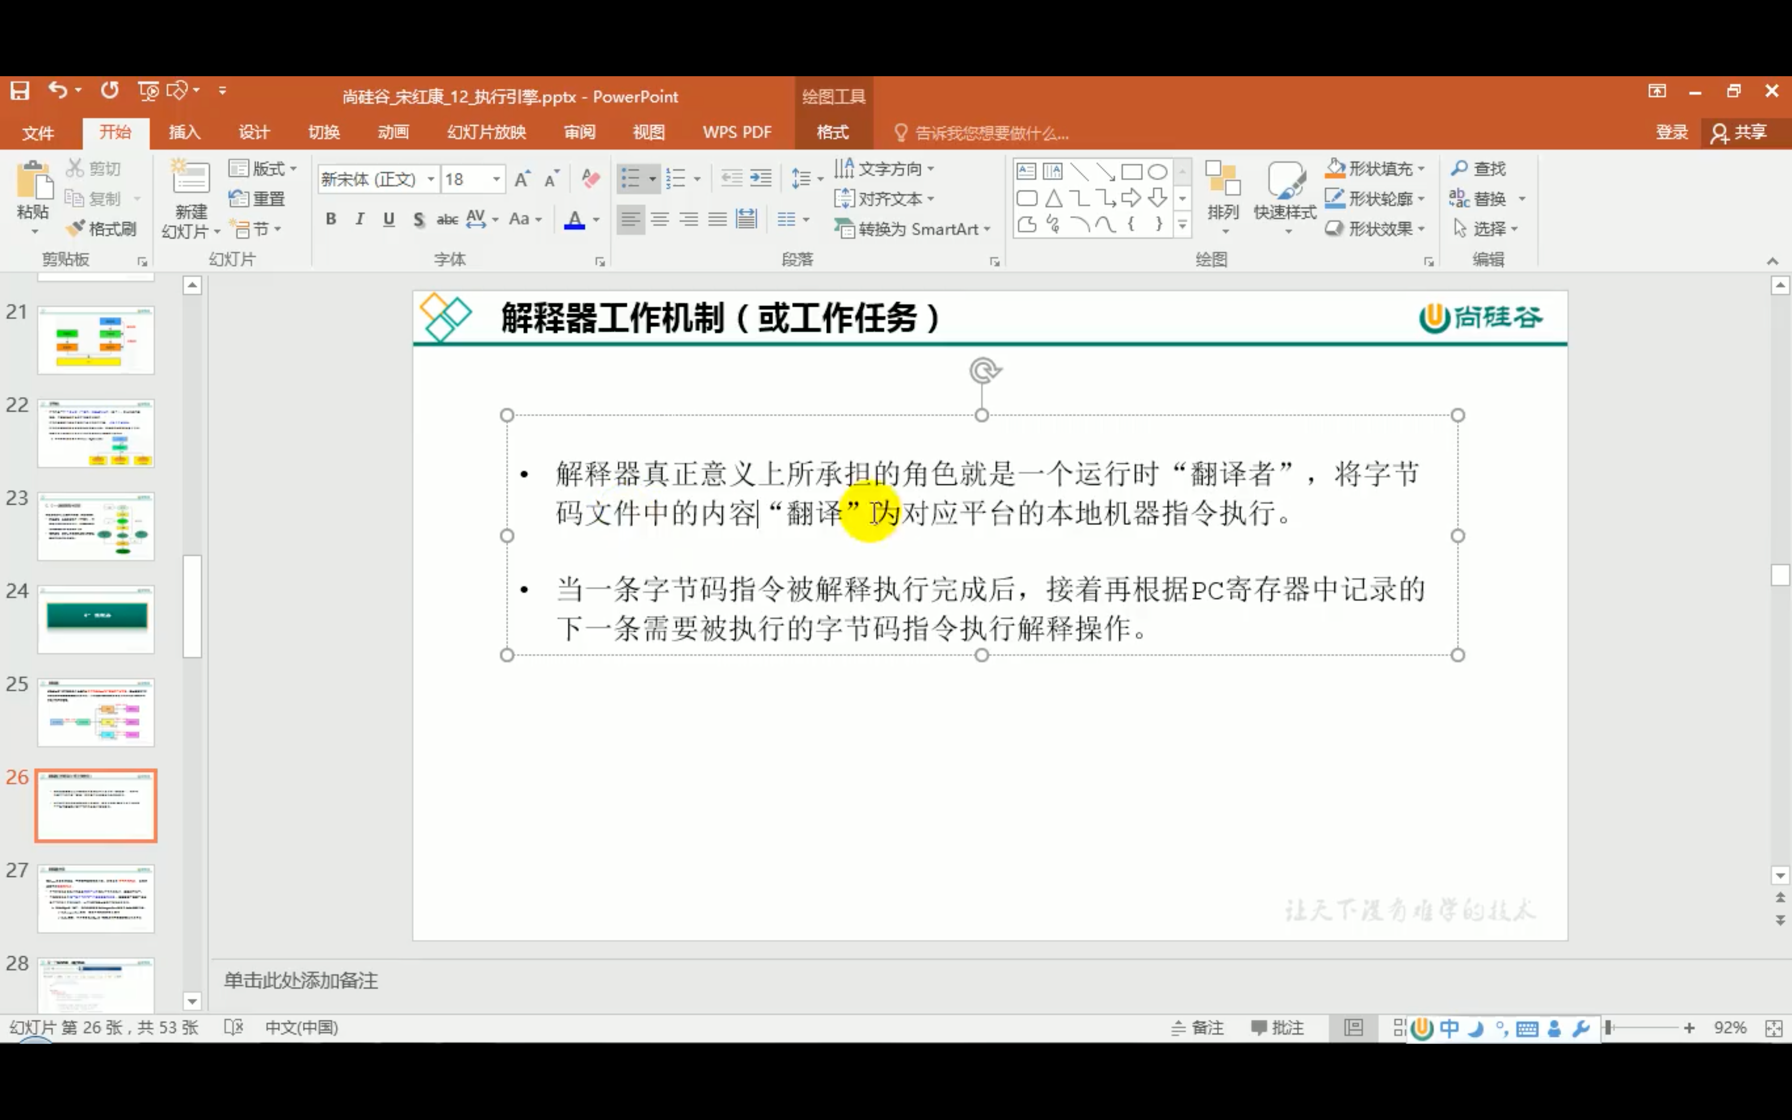 尚硅谷_宋红康_12_执行引擎.pptx - PowerPoint
绘图工具
文件
开始
插入
设计
切换
动画
幻灯片放映
审阅
视图
WPS PDF
格式
告诉我您想要做什么...
登录
共享
粘贴
剪切
复制
格式刷
剪贴板
新建
幻灯片
版式
重置
节
幻灯片
新宋体 (正文)
18
B I U S abc AV Aa A
字体
文字方向
对齐文本
转换为 SmartArt
段落
排列
快速样式
形状填充
形状轮廓
形状效果
绘图
查找
替换
选择
编辑
21
22
23
24
25
26
27
28
解释器工作机制（或工作任务）
尚硅谷
• 解释器真正意义上所承担的角色就是一个运行时“翻译者”，将字节
码文件中的内容“翻译”为对应平台的本地机器指令执行。
• 当一条字节码指令被解释执行完成后，接着再根据PC寄存器中记录的
下一条需要被执行的字节码指令执行解释操作。
让天下没有难学的技术
单击此处添加备注
幻灯片 第 26 张，共 53 张
中文(中国)
备注
批注
中
92%